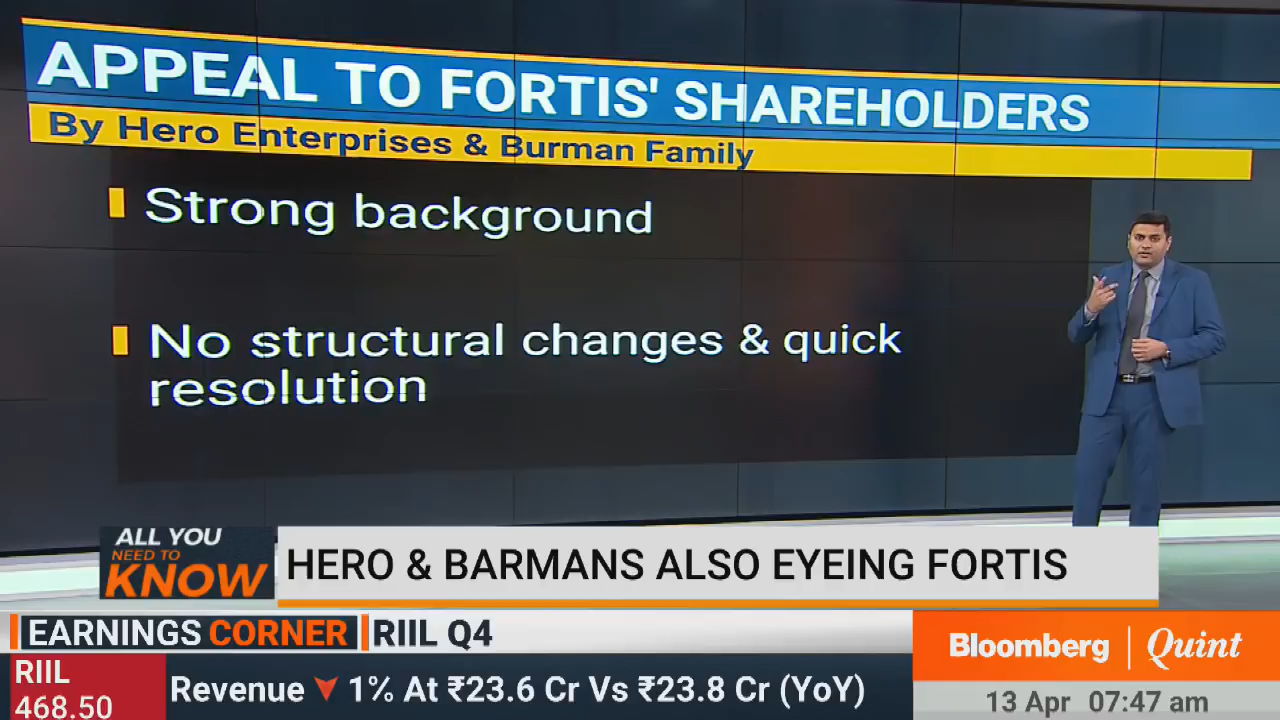 APPEAL TO FORTIS' SHAREHOLDERS
By Hero Enterprises & Burman Family
Strong background
No structural changes & quick
resolution
ALL YOU
NEED TO
KNOW
HERO & BARMANS ALSO EYEING FORTIS
EARNINGS CORNER RIIL Q4
RIIL
468.50
Revenue ▼ 1% At ₹23.6 Cr Vs ₹23.8 Cr (YoY)
Bloomberg | Quint
13 Apr 07:47 am